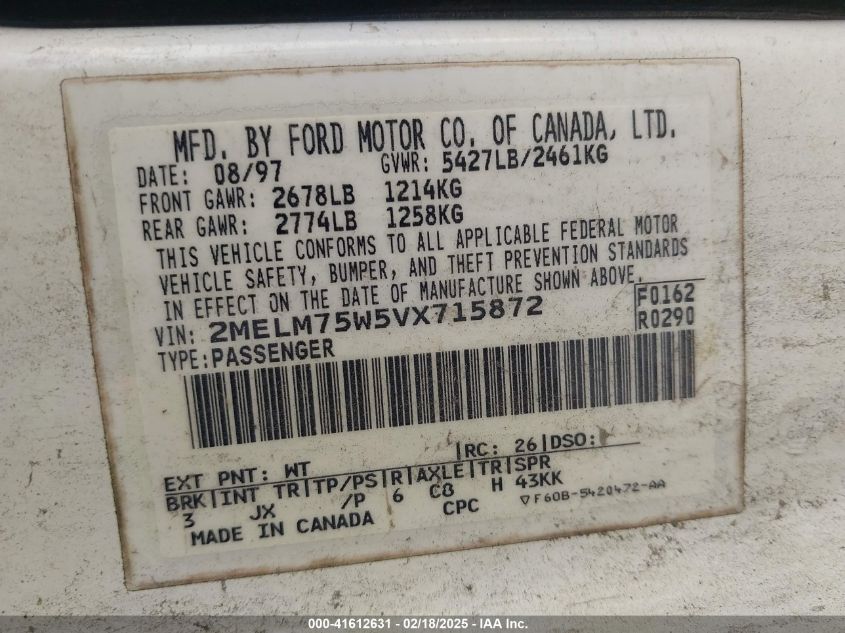 MFD. BY FORD MOTOR CO. OF CANADA, LTD.
DATE: 08/97 GVWR: 5427LB/2461KG
FRONT GAWR: 2678LB 1214KG
REAR GAWR: 2774LB 1258KG
THIS VEHICLE CONFORMS TO ALL APPLICABLE FEDERAL MOTOR
VEHICLE SAFETY, BUMPER, AND THEFT PREVENTION STANDARDS
IN EFFECT ON THE DATE OF MANUFACTURE SHOWN ABOVE.
VIN: 2MELM75W5VX715872 F0162
TYPE: PASSENGER R0290
EXT PNT: WT |RC: 26|DSO:
BRK|INT TR|TP/PS|R|AXLE|TR|SPR
3 JX /P 6 C8 H 43KK
MADE IN CANADA CPC ▽F60B-5420472-AA
000-41612631 - 02/18/2025 - IAA Inc.